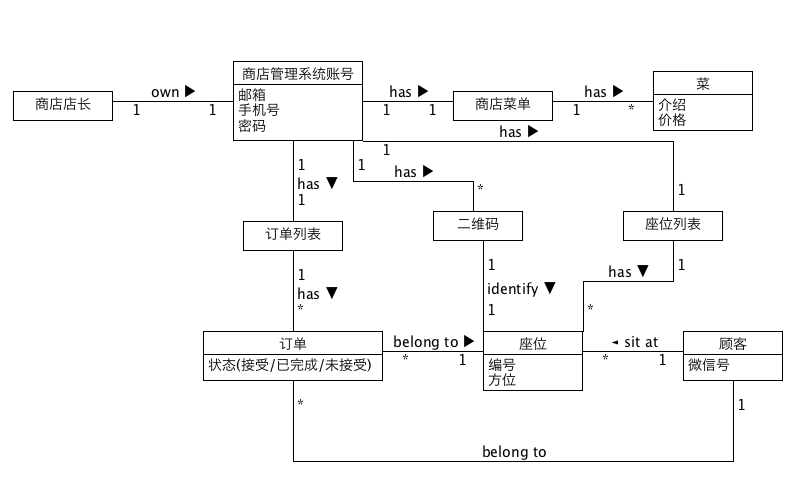 商店管理系统账号
own ▶
has ▶
has ▶
菜
商店店长
邮箱
商店菜单
介绍
1
1
手机号
1
1
1
*
价格
密码
has ▶
1
1
1
has ▶
has ▼
*
1
1
订单列表
二维码
座位列表
1
1
1
has ▼
has ▼
identify ▼
*
1
*
订单
belong to ▶
座位
◄ sit at
顾客
状态(接受/已完成/未接受)
*
1
编号
*
1
微信号
方位
*
1
belong to